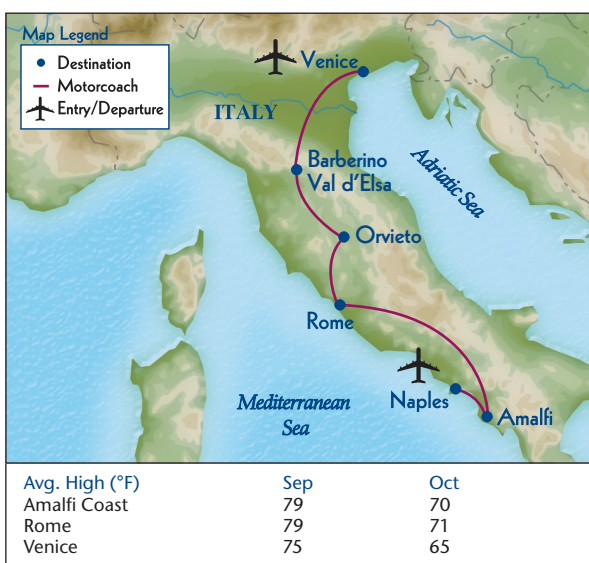 Map Legend
Destination
Motorcoach
Entry/Departure
Venice
ITALY
Barberino
Val d'Elsa
Adriatic Sea
Orvieto
Rome
Mediterranean
Sea
Naples
Amalfi
Avg. High (°F) Sep Oct
Amalfi Coast 79 70
Rome 79 71
Venice 75 65